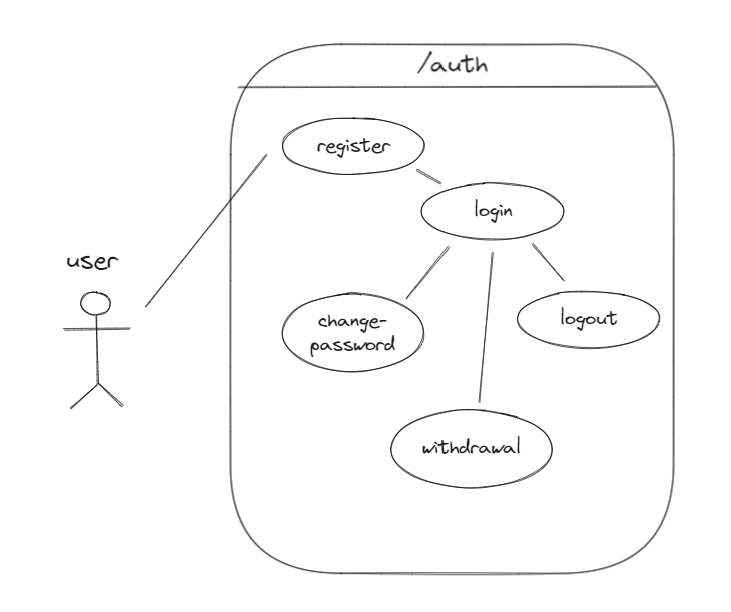 /auth
register
login
user
change-
password
logout
withdrawal